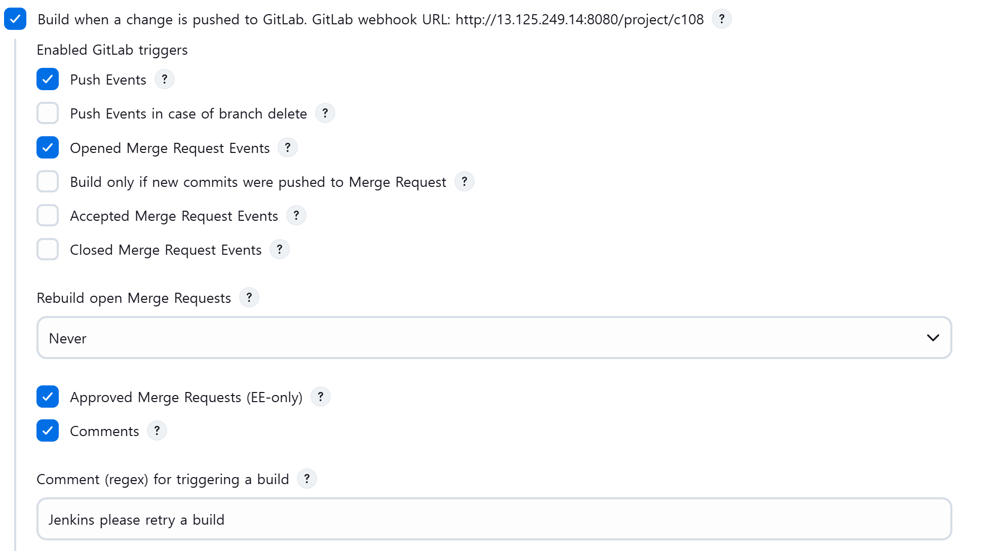 Build when a change is pushed to GitLab. GitLab webhook URL: http://13.125.249.14:8080/project/c108 ?
Enabled GitLab triggers
Push Events ?
Push Events in case of branch delete ?
Opened Merge Request Events ?
Build only if new commits were pushed to Merge Request ?
Accepted Merge Request Events ?
Closed Merge Request Events ?
Rebuild open Merge Requests ?
Never
Approved Merge Requests (EE-only) ?
Comments ?
Comment (regex) for triggering a build ?
Jenkins please retry a build